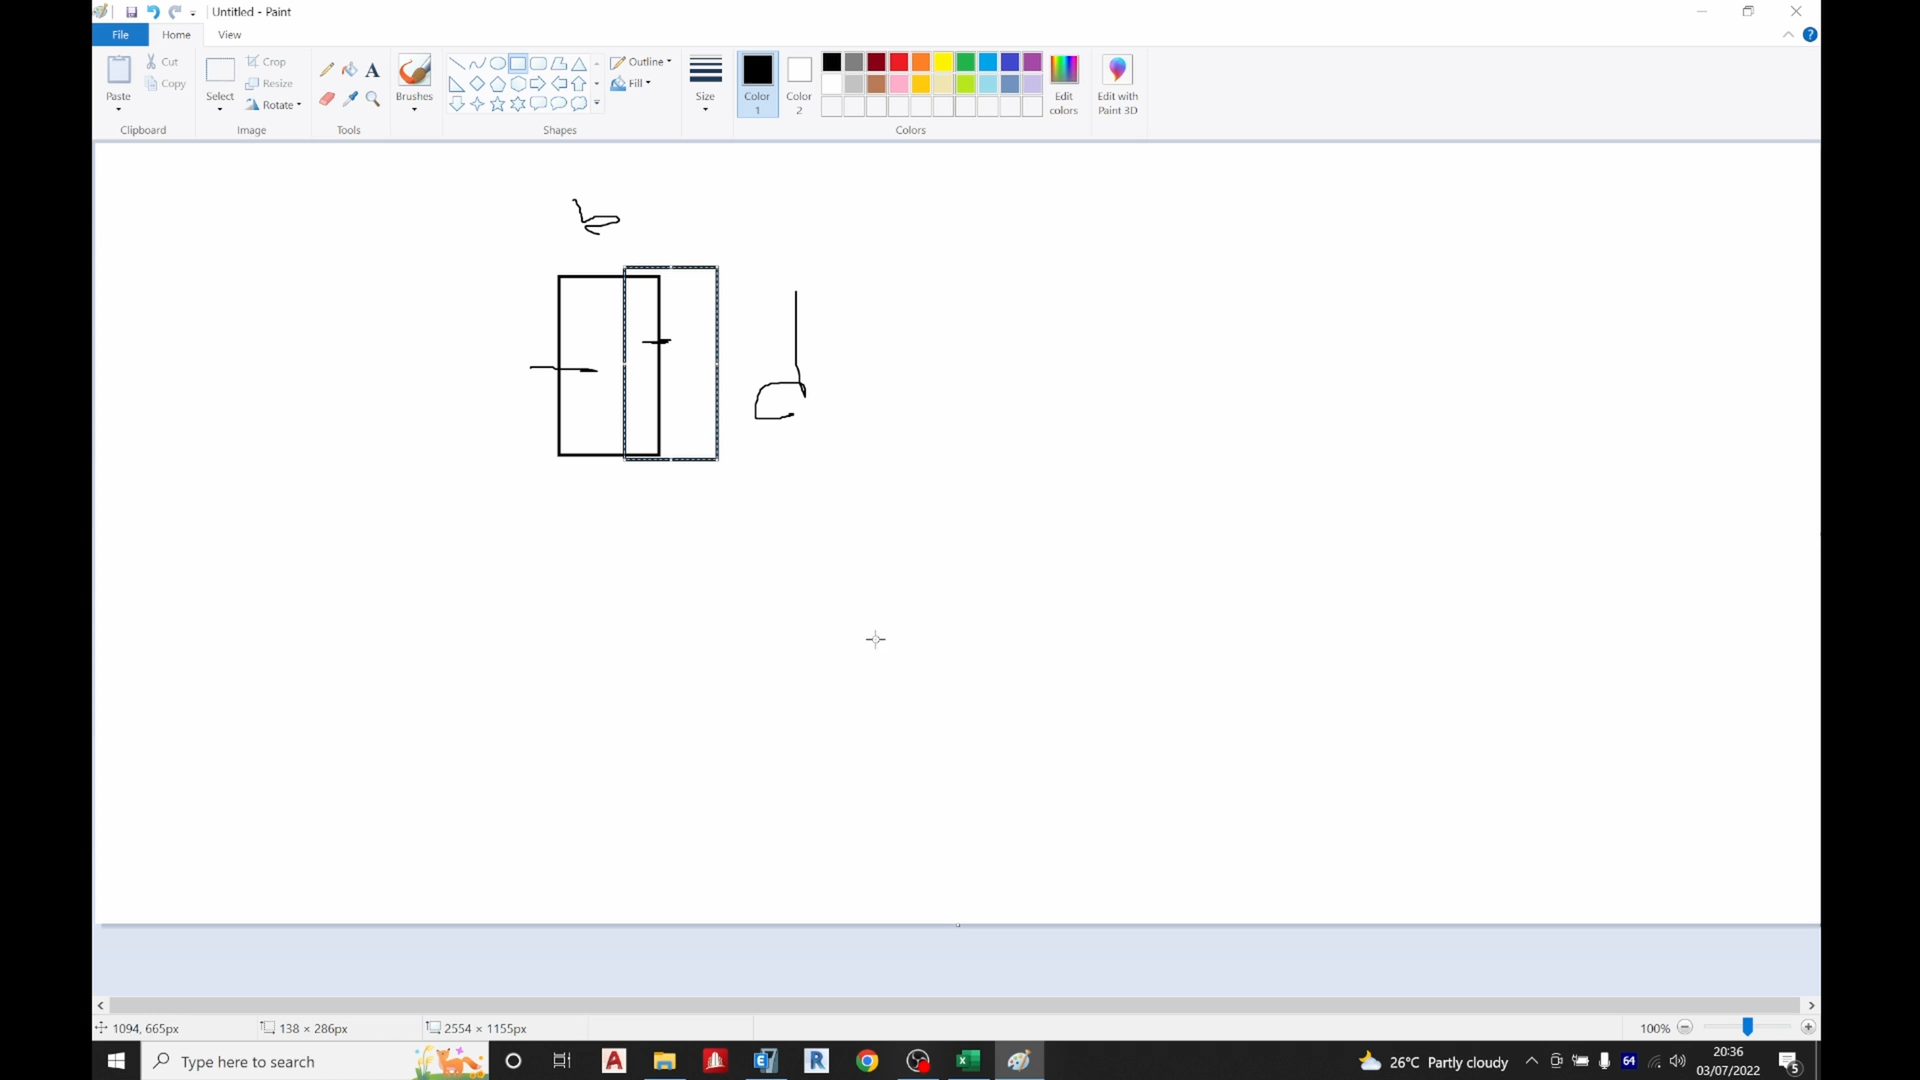 Untitled - Paint
File Home View
Paste
Cut
Copy
Clipboard
Select
Crop
Resize
Rotate
Image
A
Tools
Brushes
Outline
Fill
Shapes
Size
Color 1
Color 2
Edit colors
Colors
Edit with Paint 3D
1094, 665px
138 × 286px
2554 × 1155px
100%
Type here to search
A
E
R
26°C Partly cloudy
64
20:36
03/07/2022
5